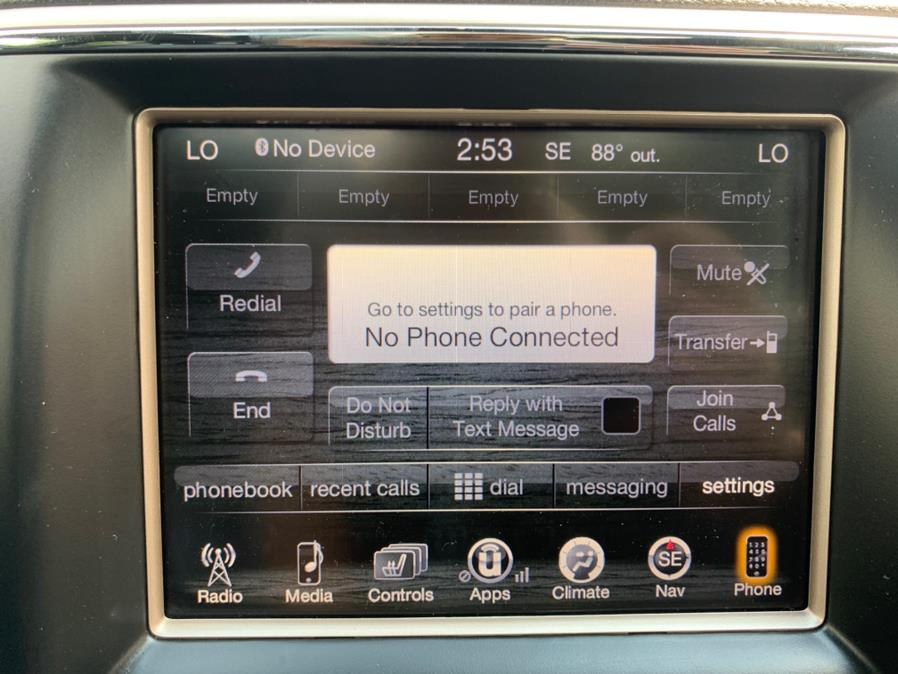 LO No Device 2:53 SE 88° out. LO
Empty Empty Empty Empty Empty
Redial
Go to settings to pair a phone.
No Phone Connected
Mute
Transfer
End
Do Not
Disturb
Reply with
Text Message
Join
Calls
phonebook recent calls dial messaging settings
SE
Radio Media Controls Apps Climate Nav Phone